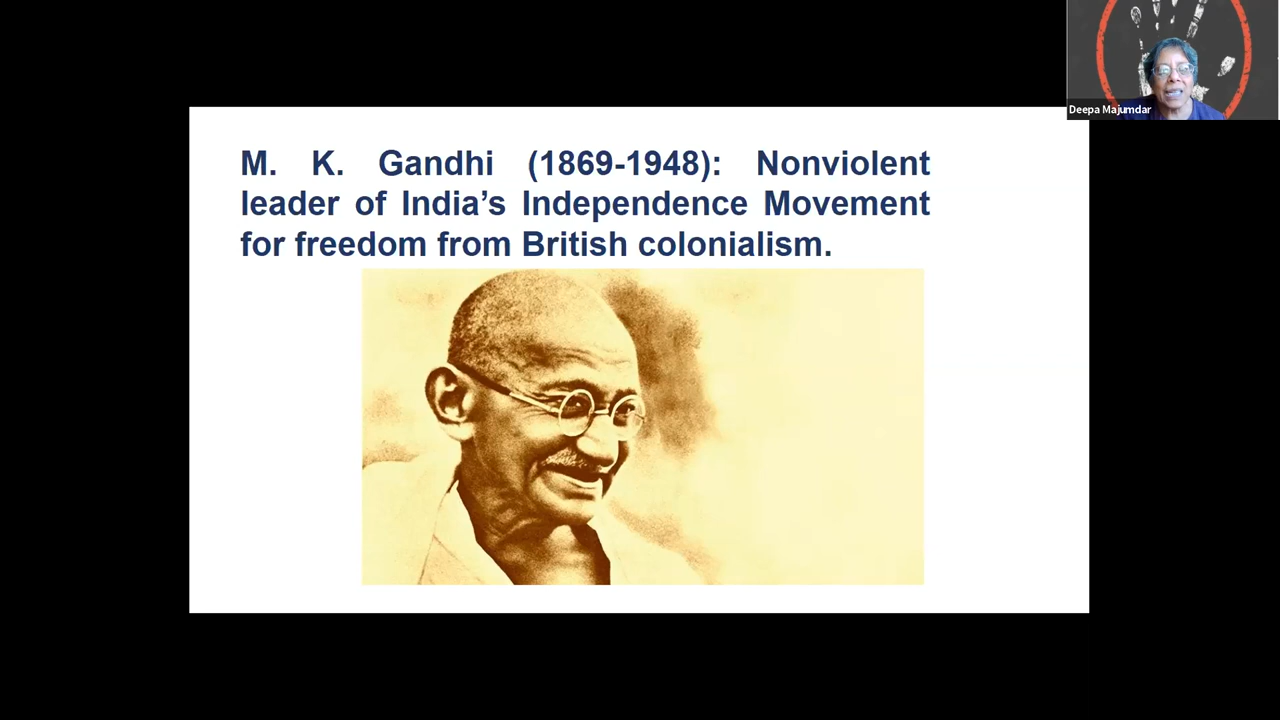 M. K. Gandhi (1869-1948): Nonviolent
leader of India’s Independence Movement
for freedom from British colonialism.
Deepa Majumdar